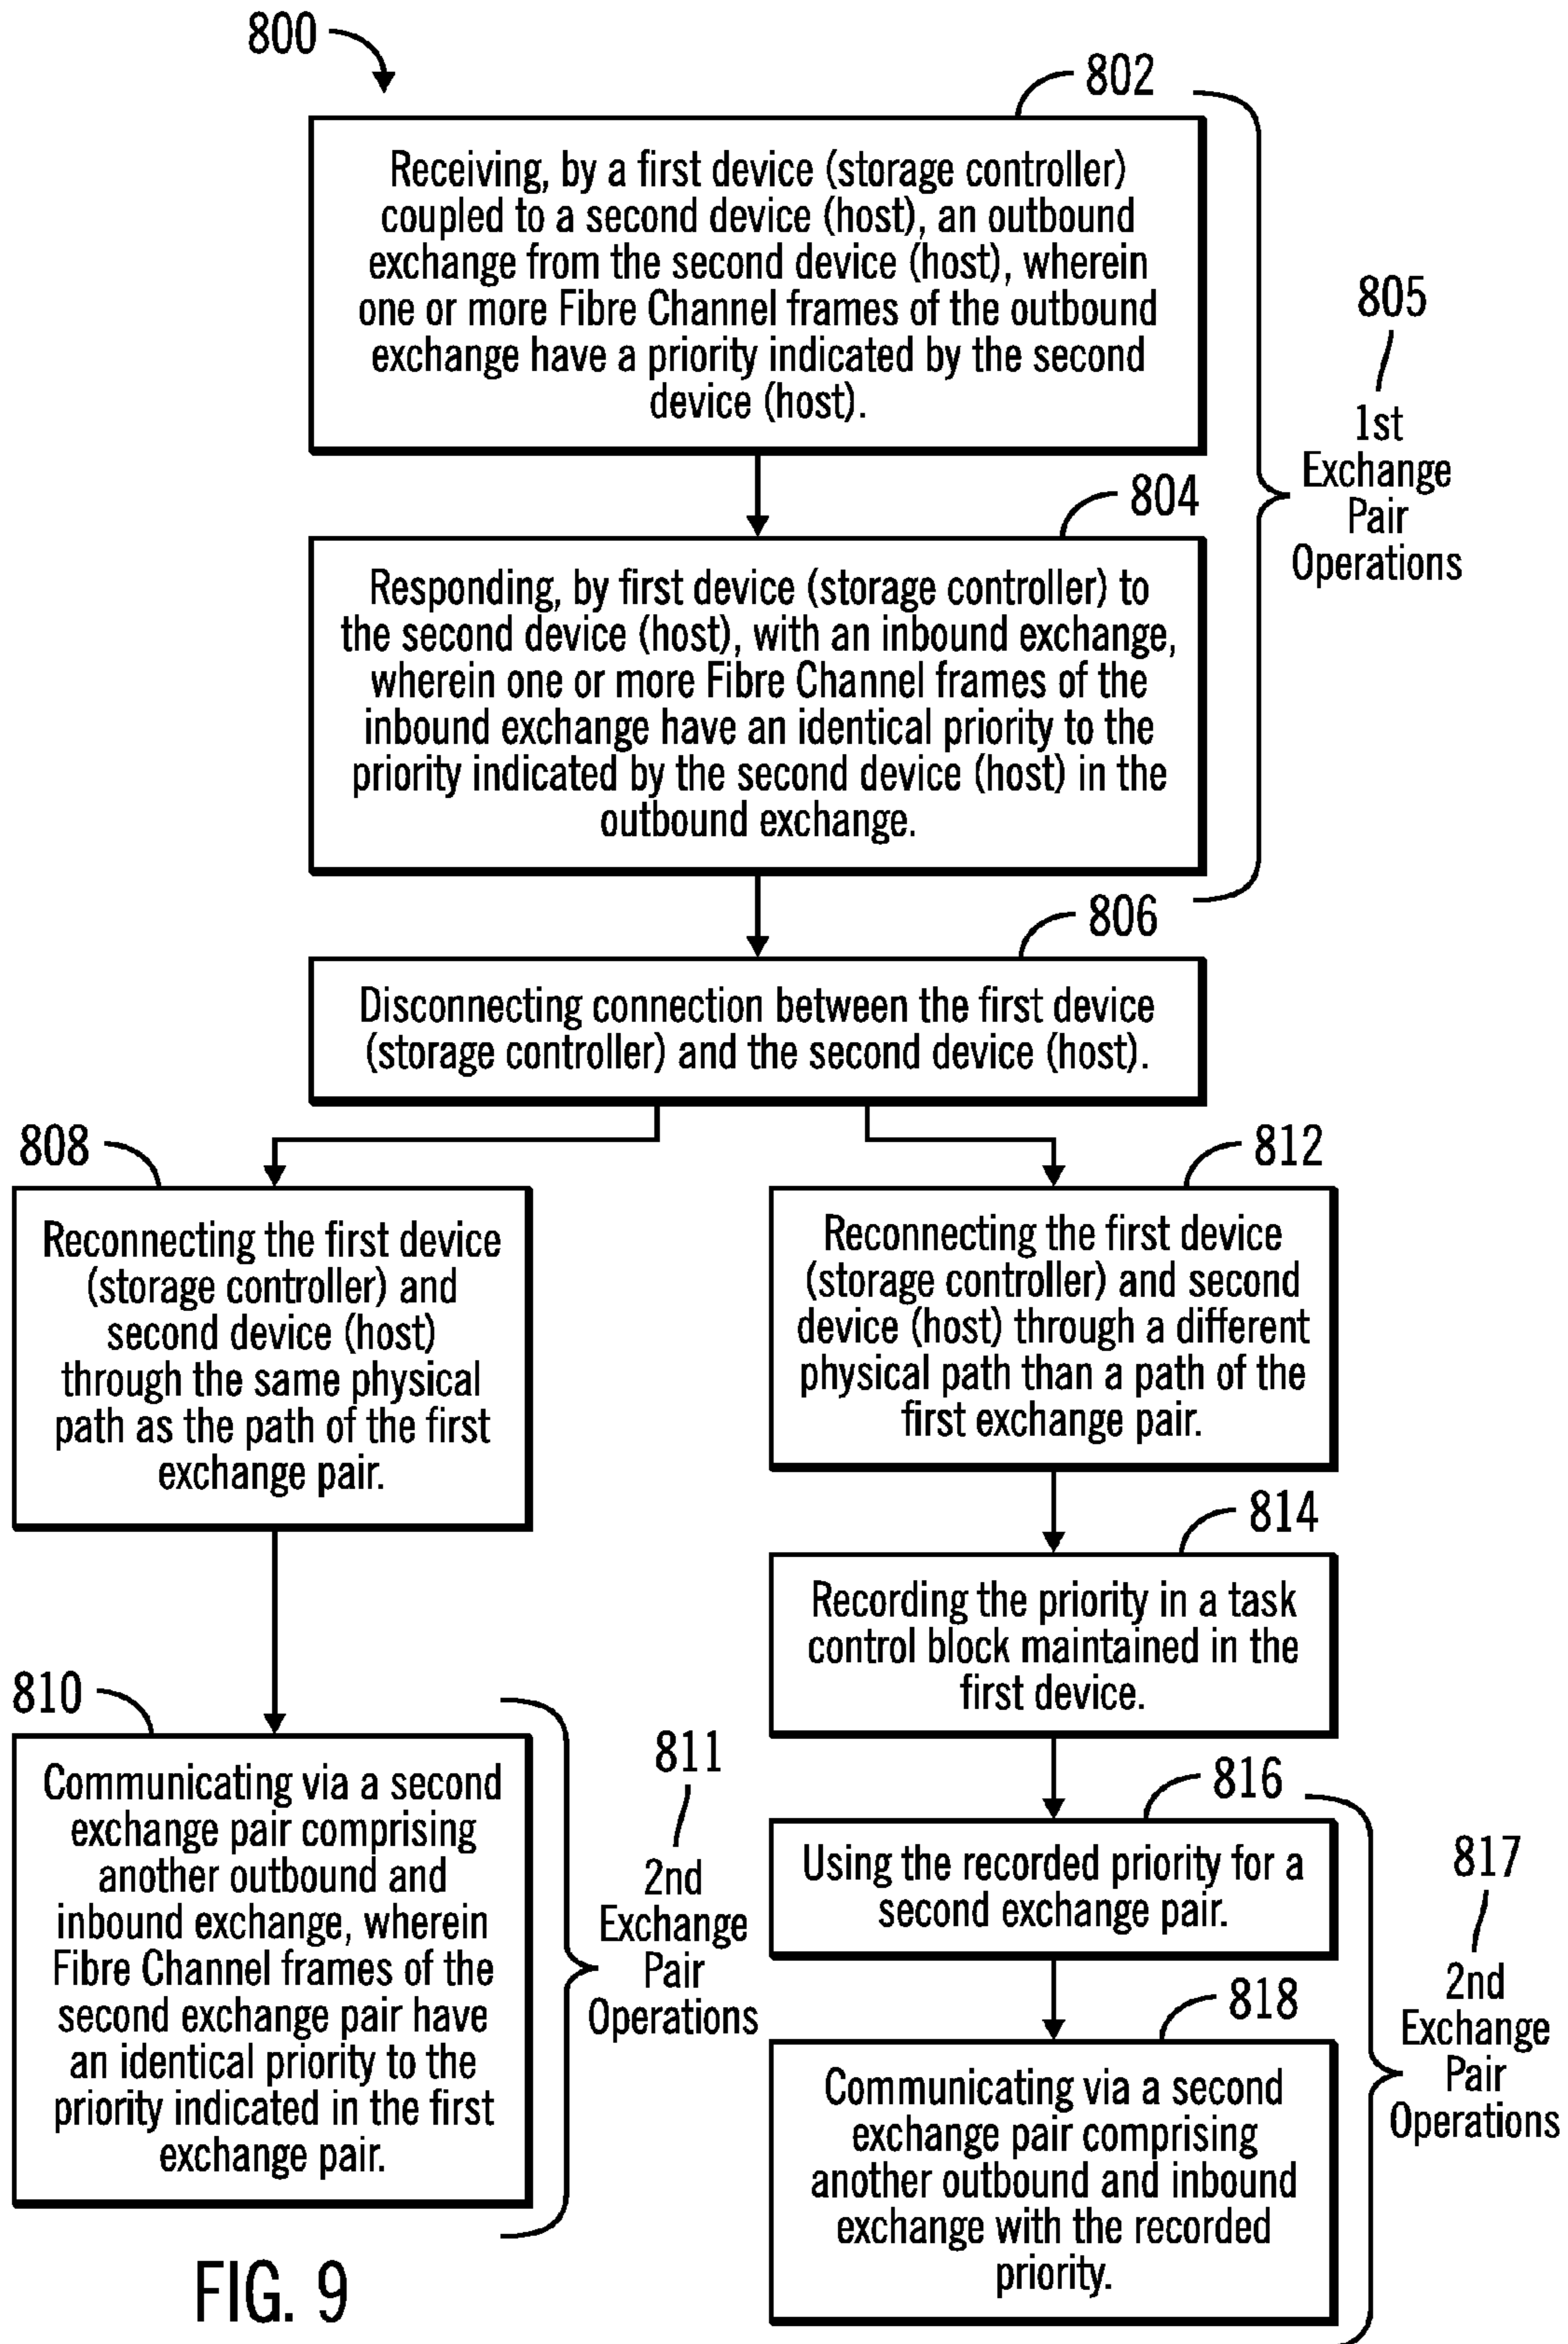 800
802
Receiving, by a first device (storage controller)
coupled to a second device (host), an outbound
exchange from the second device (host), wherein
one or more Fibre Channel frames of the outbound
exchange have a priority indicated by the second
device (host).
805
1st
Exchange
Pair
Operations
804
Responding, by first device (storage controller) to
the second device (host), with an inbound exchange,
wherein one or more Fibre Channel frames of the
inbound exchange have an identical priority to the
priority indicated by the second device (host) in the
outbound exchange.
806
Disconnecting connection between the first device
(storage controller) and the second device (host).
808
Reconnecting the first device
(storage controller) and
second device (host)
through the same physical
path as the path of the first
exchange pair.
810
Communicating via a second
exchange pair comprising
another outbound and
inbound exchange, wherein
Fibre Channel frames of the
second exchange pair have
an identical priority to the
priority indicated in the first
exchange pair.
811
2nd
Exchange
Pair
Operations
812
Reconnecting the first device
(storage controller) and second
device (host) through a different
physical path than a path of the
first exchange pair.
814
Recording the priority in a task
control block maintained in the
first device.
816
Using the recorded priority for a
second exchange pair.
817
2nd
Exchange
Pair
Operations
818
Communicating via a second
exchange pair comprising
another outbound and inbound
exchange with the recorded
priority.
FIG. 9